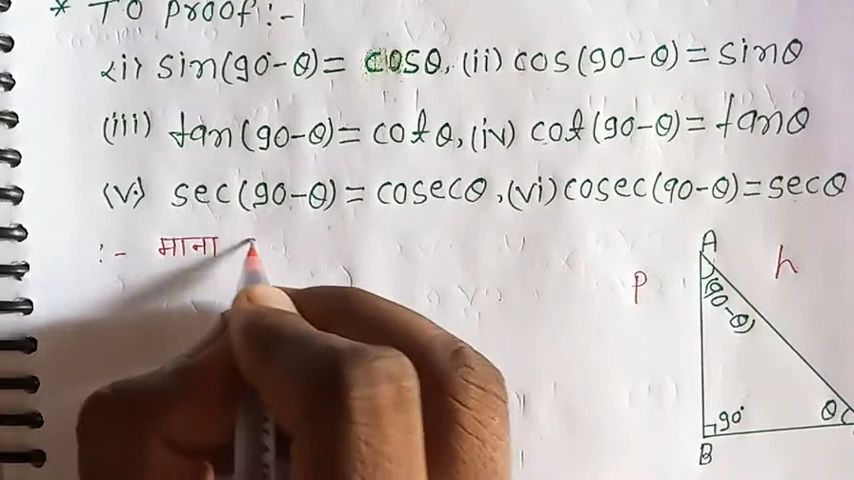 * To Proof :-
(i) sin(90-θ) = cosθ, (ii) cos(90-θ) = sinθ
(iii) tan(90-θ) = cotθ, (iv) cot(90-θ) = tanθ
(v) sec(90-θ) = cosecθ, (vi) cosec(90-θ) = secθ
:- माना
A
p
h
(90-θ)
90°
θ
C
B